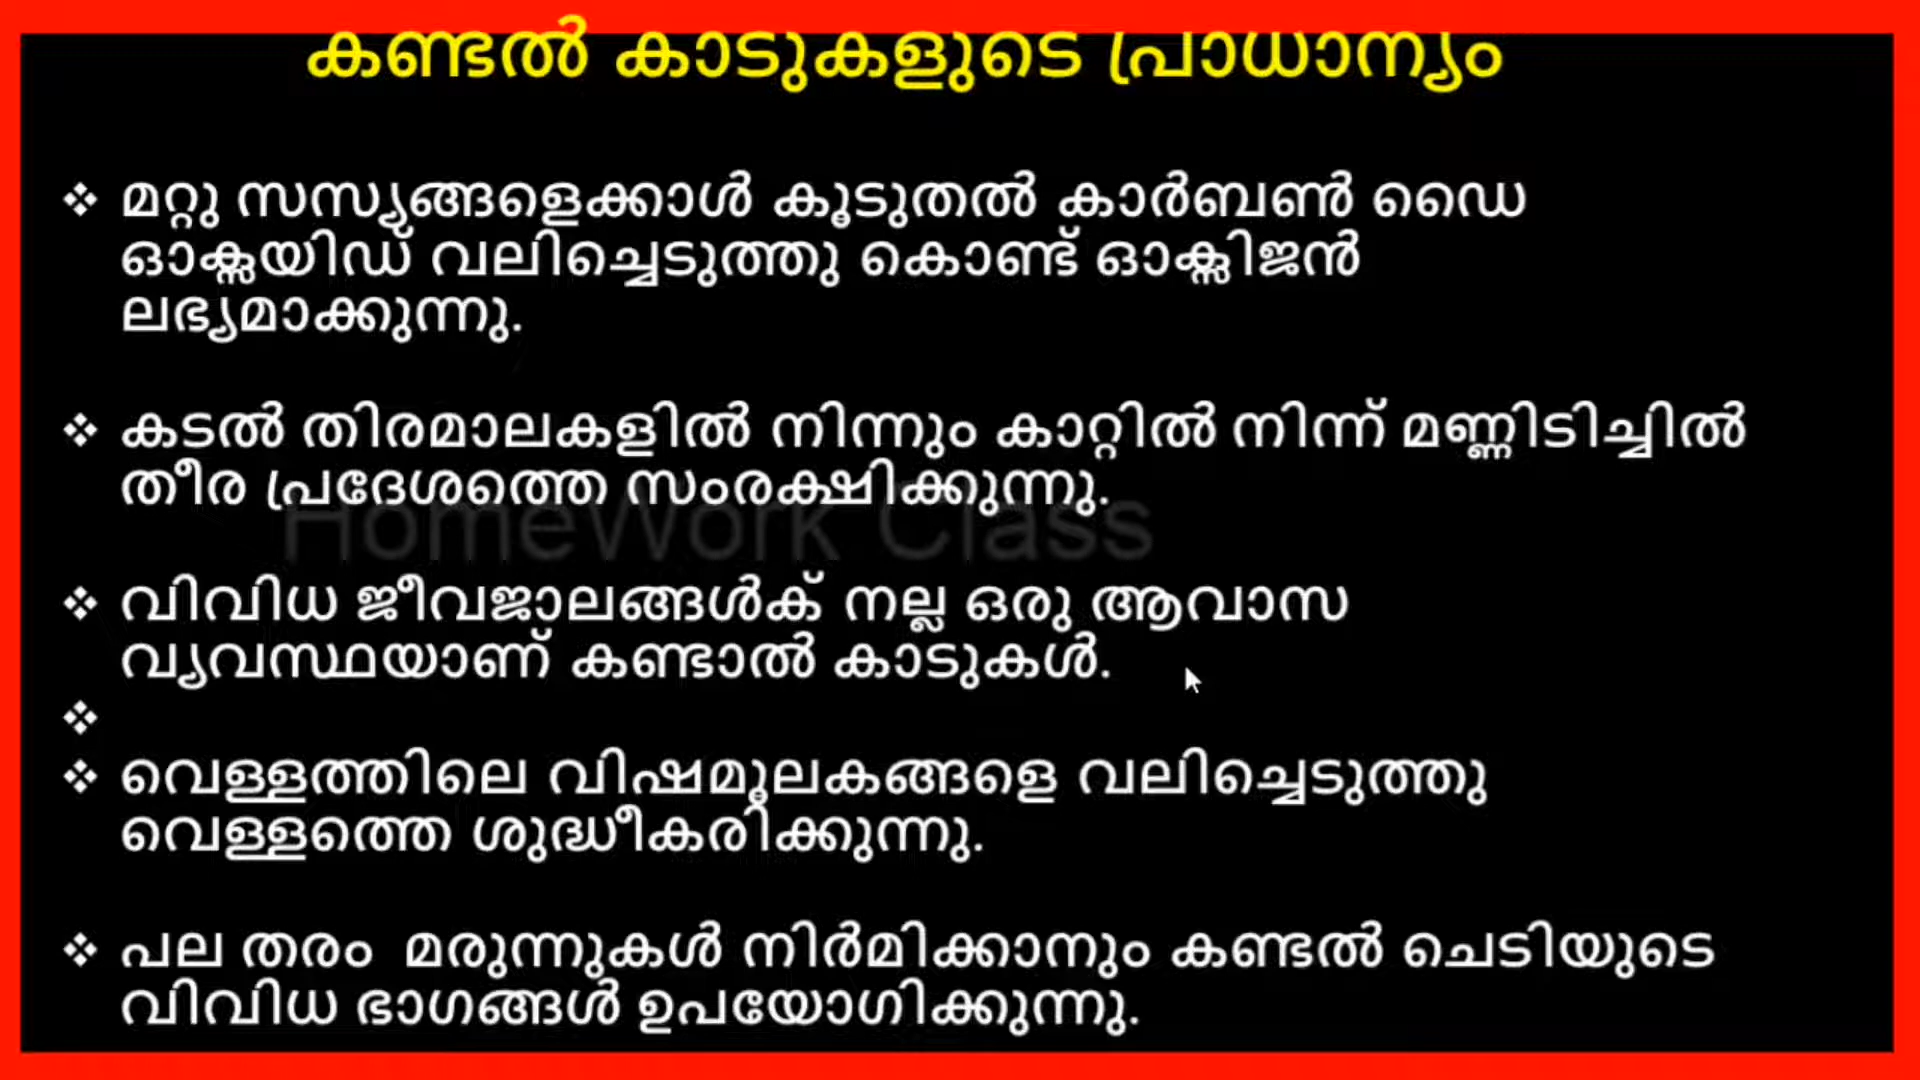 കണ്ടൽ കാടുകളുടെ പ്രാധാന്യം
❖ മറ്റു സസ്യങ്ങളെക്കാൾ കൂടുതൽ കാർബൺ ഡൈ
ഓക്സയിഡ് വലിച്ചെടുത്തു കൊണ്ട് ഓക്സിജൻ
ലഭ്യമാക്കുന്നു.
❖ കടൽ തിരമാലകളിൽ നിന്നും കാറ്റിൽ നിന്ന് മണ്ണിടിച്ചിൽ
തീര പ്രദേശത്തെ സംരക്ഷിക്കുന്നു.
HomeWork Class
❖ വിവിധ ജീവജാലങ്ങൾക് നല്ല ഒരു ആവാസ
വ്യവസ്ഥയാണ് കണ്ടാൽ കാടുകൾ.
❖
❖ വെള്ളത്തിലെ വിഷമൂലകങ്ങളെ വലിച്ചെടുത്തു
വെള്ളത്തെ ശുദ്ധീകരിക്കുന്നു.
❖ പല തരം മരുന്നുകൾ നിർമിക്കാനും കണ്ടൽ ചെടിയുടെ
വിവിധ ഭാഗങ്ങൾ ഉപയോഗിക്കുന്നു.